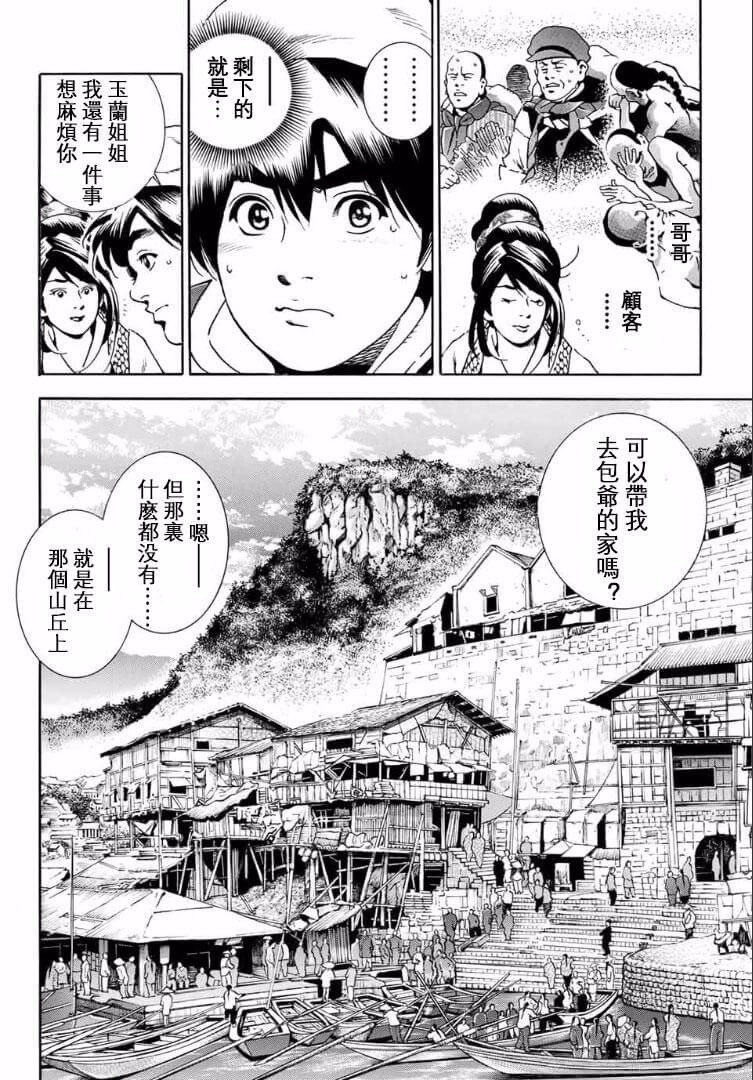 哥哥
……
顧客
……
…………
剩下的
就是…
玉蘭姐姐
我還有一件事
想麻煩你
可以帶我
去包爺的家嗎？
……嗯——
但那裏
什麼都没有……
就是在——
那個山丘上